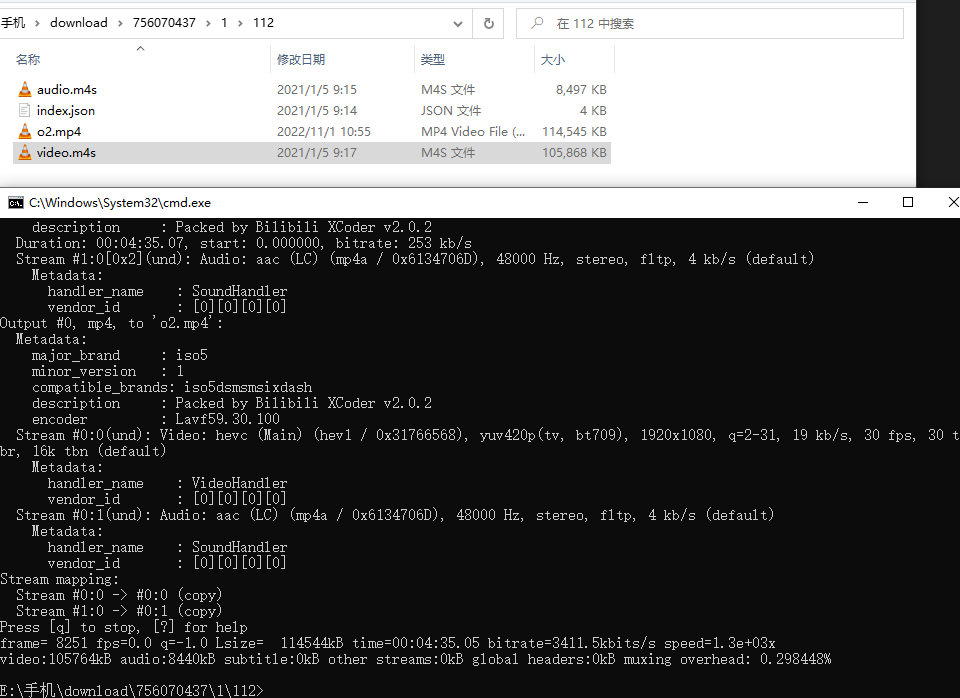 手机 › download › 756070437 › 1 › 112
在 112 中搜索
名称 修改日期 类型 大小
audio.m4s 2021/1/5 9:15 M4S 文件 8,497 KB
index.json 2021/1/5 9:14 JSON 文件 4 KB
o2.mp4 2022/11/1 10:55 MP4 Video File (... 114,545 KB
video.m4s 2021/1/5 9:17 M4S 文件 105,868 KB
C:\Windows\System32\cmd.exe
description : Packed by Bilibili XCoder v2.0.2
Duration: 00:04:35.07, start: 0.000000, bitrate: 253 kb/s
Stream #1:0[0x2](und): Audio: aac (LC) (mp4a / 0x6134706D), 48000 Hz, stereo, fltp, 4 kb/s (default)
Metadata:
handler_name : SoundHandler
vendor_id : [0][0][0][0]
Output #0, mp4, to 'o2.mp4':
Metadata:
major_brand : iso5
minor_version : 1
compatible_brands: iso5dsmsmsixdash
description : Packed by Bilibili XCoder v2.0.2
encoder : Lavf59.30.100
Stream #0:0(und): Video: hevc (Main) (hev1 / 0x31766568), yuv420p(tv, bt709), 1920x1080, q=2-31, 19 kb/s, 30 fps, 30 t
br, 16k tbn (default)
Metadata:
handler_name : VideoHandler
vendor_id : [0][0][0][0]
Stream #0:1(und): Audio: aac (LC) (mp4a / 0x6134706D), 48000 Hz, stereo, fltp, 4 kb/s (default)
Metadata:
handler_name : SoundHandler
vendor_id : [0][0][0][0]
Stream mapping:
Stream #0:0 -> #0:0 (copy)
Stream #1:0 -> #0:1 (copy)
Press [q] to stop, [?] for help
frame= 8251 fps=0.0 q=-1.0 Lsize= 114544kB time=00:04:35.05 bitrate=3411.5kbits/s speed=1.3e+03x
video:105764kB audio:8440kB subtitle:0kB other streams:0kB global headers:0kB muxing overhead: 0.298448%
E:\手机\download\756070437\1\112>